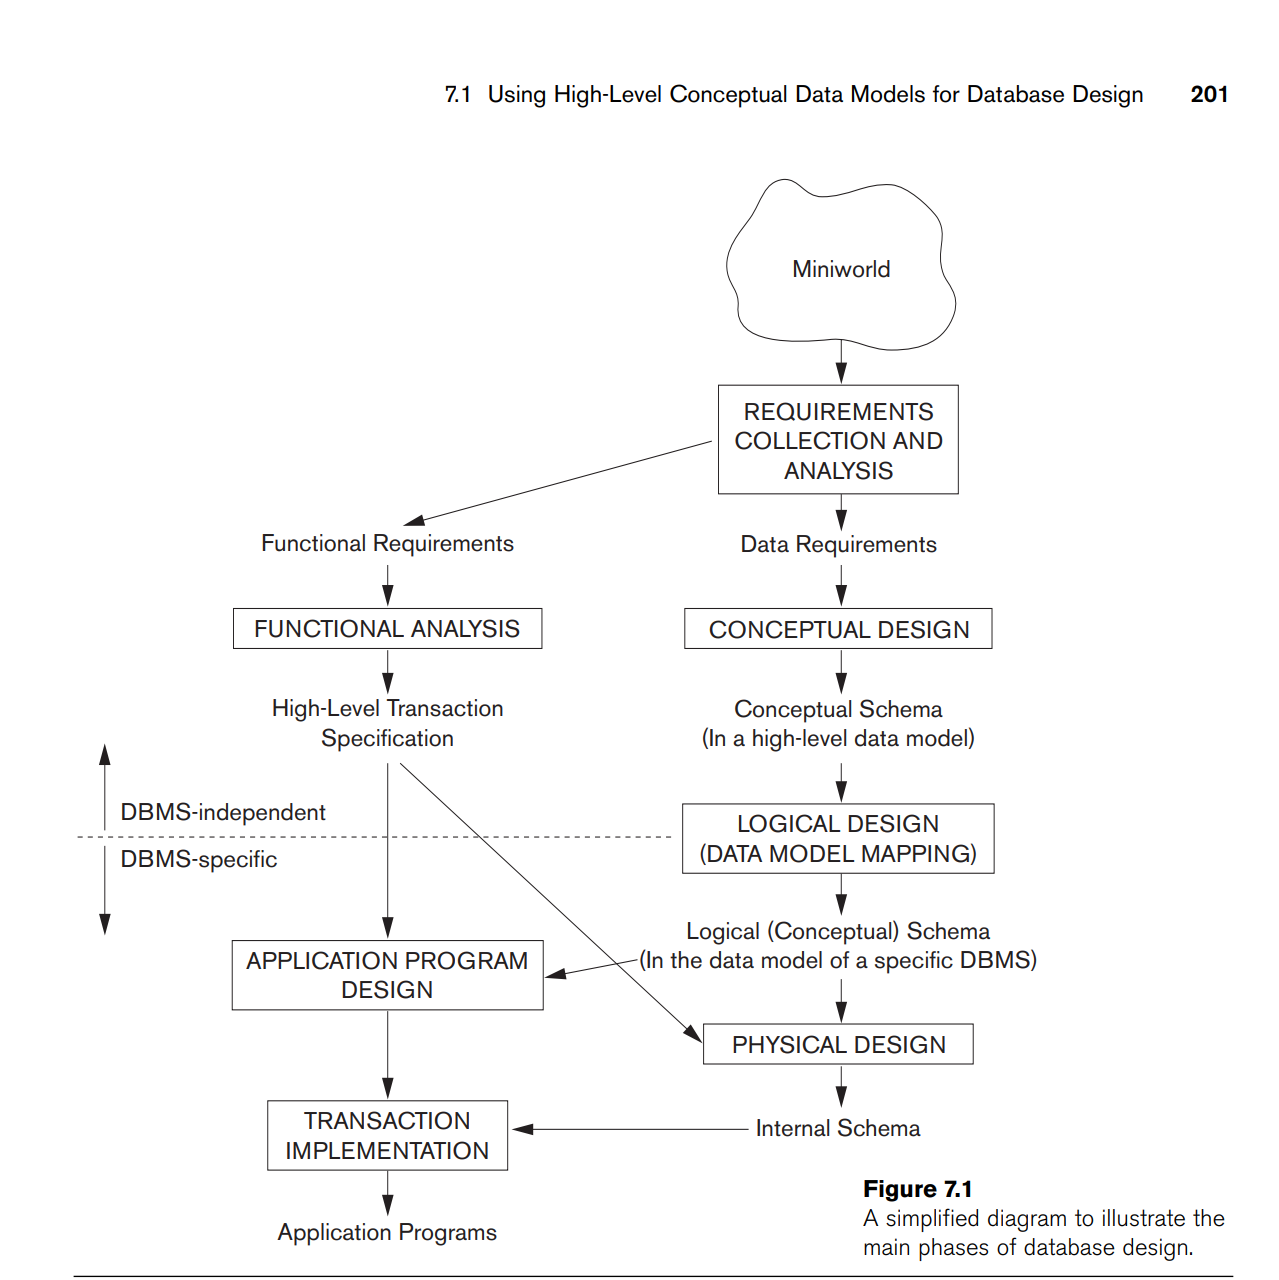 7.1 Using High-Level Conceptual Data Models for Database Design 201
Miniworld
REQUIREMENTS
COLLECTION AND
ANALYSIS
Functional Requirements
Data Requirements
FUNCTIONAL ANALYSIS
CONCEPTUAL DESIGN
High-Level Transaction
Specification
Conceptual Schema
(In a high-level data model)
DBMS-independent
DBMS-specific
LOGICAL DESIGN
(DATA MODEL MAPPING)
Logical (Conceptual) Schema
(In the data model of a specific DBMS)
APPLICATION PROGRAM
DESIGN
PHYSICAL DESIGN
TRANSACTION
IMPLEMENTATION
Internal Schema
Application Programs
Figure 7.1
A simplified diagram to illustrate the
main phases of database design.